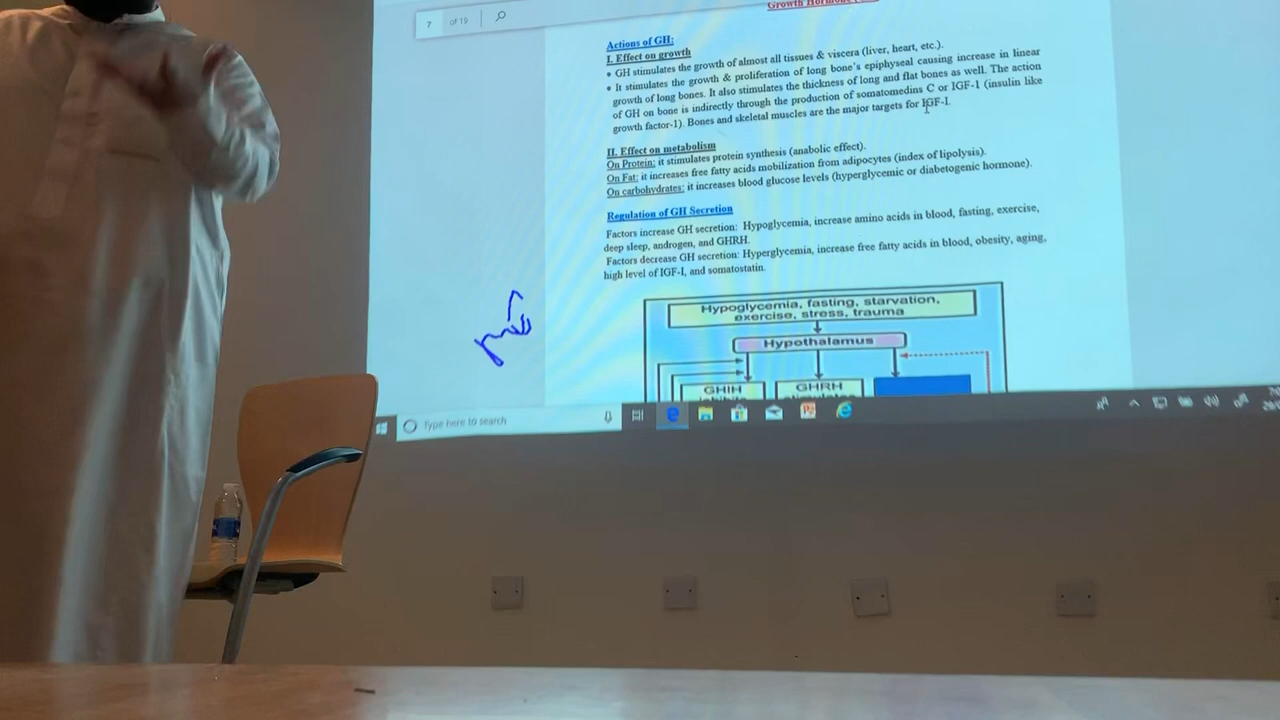 7 of 19
Growth Hormone
Actions of GH:
I. Effect on growth
• GH stimulates the growth of almost all tissues & viscera (liver, heart, etc.).
• It stimulates the growth & proliferation of long bone's epiphyseal causing increase in linear
growth of long bones. It also stimulates the thickness of long and flat bones as well. The action
of GH on bone is indirectly through the production of somatomedins C or IGF-1 (insulin like
growth factor-1). Bones and skeletal muscles are the major targets for IGF-I.
II. Effect on metabolism
On Protein: it stimulates protein synthesis (anabolic effect).
On Fat: it increases free fatty acids mobilization from adipocytes (index of lipolysis).
On carbohydrates: it increases blood glucose levels (hyperglycemic or diabetogenic hormone).
Regulation of GH Secretion
Factors increase GH secretion: Hypoglycemia, increase amino acids in blood, fasting, exercise,
deep sleep, androgen, and GHRH.
Factors decrease GH secretion: Hyperglycemia, increase free fatty acids in blood, obesity, aging,
high level of IGF-I, and somatostatin.
Hypoglycemia, fasting, starvation,
exercise, stress, trauma
Hypothalamus
GHIH
GHRH
Type here to search